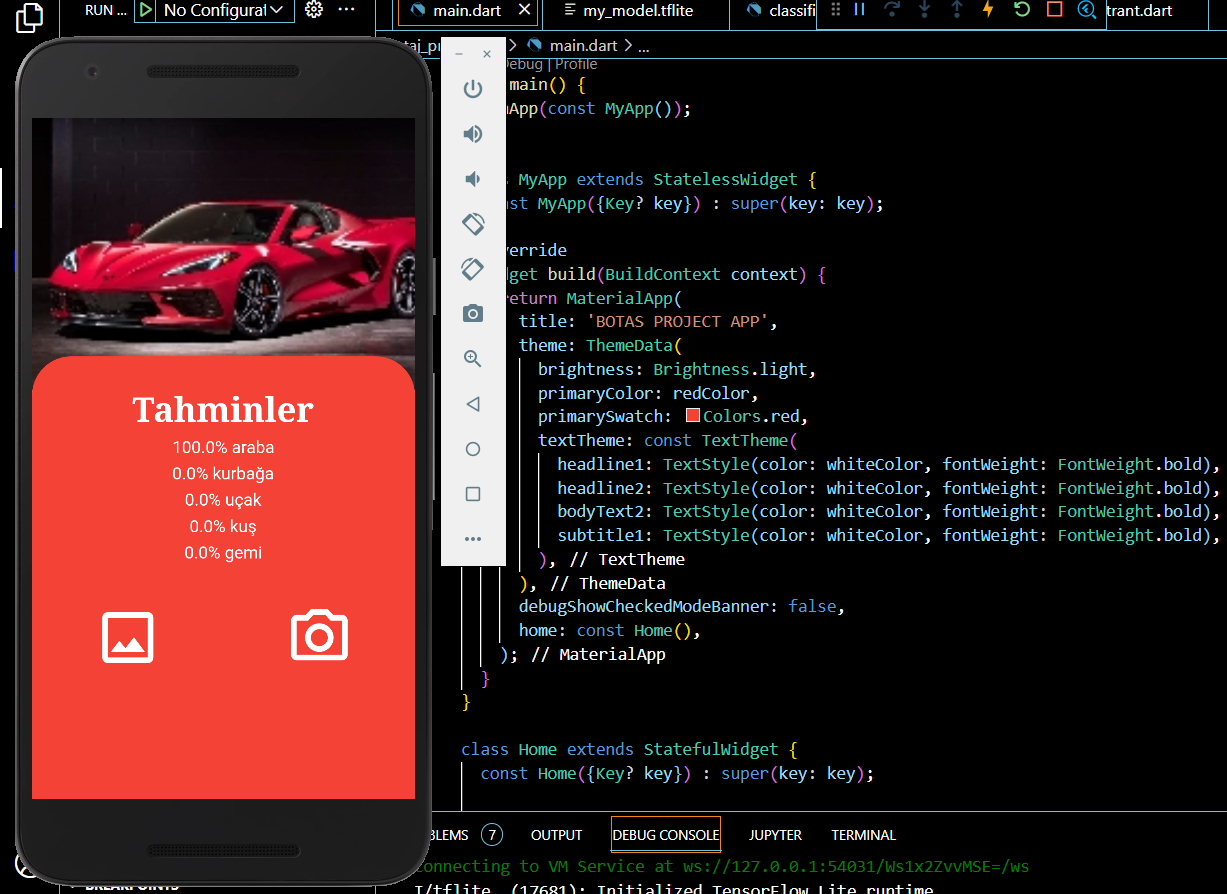 RUN ...
No Configurat
main.dart
my_model.tflite
classifi
trant.dart
main.dart > ...
Debug | Profile
main() {
App(const MyApp());
MyApp extends StatelessWidget {
st MyApp({Key? key}) : super(key: key);
verride
get build(BuildContext context) {
eturn MaterialApp(
title: 'BOTAS PROJECT APP',
theme: ThemeData(
brightness: Brightness.light,
primaryColor: redColor,
primarySwatch: Colors.red,
textTheme: const TextTheme(
headline1: TextStyle(color: whiteColor, fontWeight: FontWeight.bold),
headline2: TextStyle(color: whiteColor, fontWeight: FontWeight.bold),
bodyText2: TextStyle(color: whiteColor, fontWeight: FontWeight.bold),
subtitle1: TextStyle(color: whiteColor, fontWeight: FontWeight.bold),
), // TextTheme
), // ThemeData
debugShowCheckedModeBanner: false,
home: const Home(),
); // MaterialApp
}
}
class Home extends StatefulWidget {
const Home({Key? key}) : super(key: key);
Tahminler
100.0% araba
0.0% kurbağa
0.0% uçak
0.0% kuş
0.0% gemi
BLEMS 7 OUTPUT DEBUG CONSOLE JUPYTER TERMINAL
onnecting to VM Service at ws://127.0.0.1:54031/Ws1x2ZvvMSE=/ws
I/tflite (17681): Initialized TensorFlow Lite runtime.
BREAKPOINTS